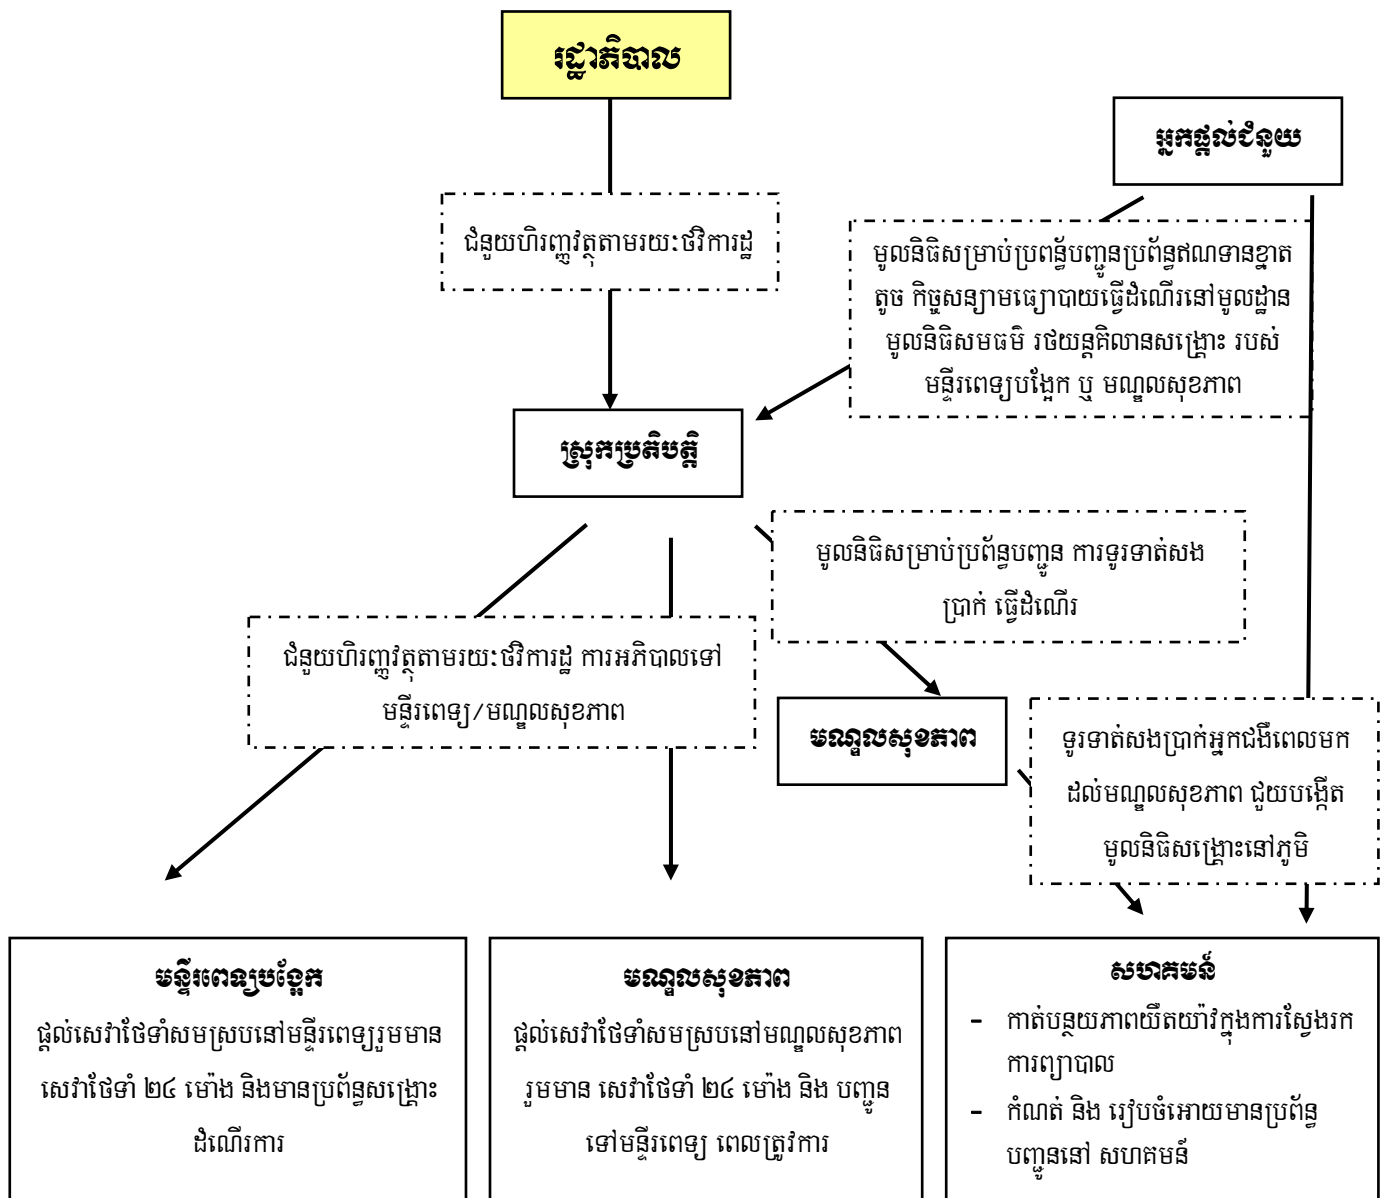 រដ្ឋាភិបាល
អ្នកផ្តល់ជំនួយ
ជំនួយហិរញ្ញវត្ថុតាមរយៈថវិការដ្ឋ
មូលនិធិសម្រាប់ប្រពន្ធ័បញ្ជូនប្រព័ន្ធឥណទានខ្នាត
តូច កិច្ចសន្យាមធ្យោបាយធ្វើដំណើរនៅមូលដ្ឋាន
មូលនិធិសមធម៌ រថយន្តគិលានសង្គ្រោះ របស់
មន្ទីរពេទ្យបង្អែក ឬ មណ្ឌលសុខភាព
ស្រុកប្រតិបត្តិ
មូលនិធិសម្រាប់ប្រព័ន្ធបញ្ជូន ការទូរទាត់សង
ប្រាក់ ធ្វើដំណើរ
ជំនួយហិរញ្ញវត្ថុតាមរយៈថវិការដ្ឋ ការអភិបាលទៅ
មន្ទីរពេទ្យ/មណ្ឌលសុខភាព
មណ្ឌលសុខភាព
ទូរទាត់សងប្រាក់អ្នកជងឺពេលមក
ដល់មណ្ឌលសុខភាព ជួយបង្កើត
មូលនិធិសង្គ្រោះនៅភូមិ
មន្ទីរពេទ្យបង្អែក
ផ្តល់សេវាថែទាំសមស្របនៅមន្ទីរពេទ្យរួមមាន
សេវាថែទាំ ២៤ ម៉ោង និងមានប្រព័ន្ធសង្គ្រោះ
ដំណើរការ
មណ្ឌលសុខភាព
ផ្តល់សេវាថែទាំសមស្របនៅមណ្ឌលសុខភាព
រួមមាន សេវាថែទាំ ២៤ ម៉ោង និង បញ្ជូន
ទៅមន្ទីរពេទ្យ ពេលត្រូវការ
សហគមន៍
- កាត់បន្ថយភាពយឺតយ៉ាវក្នុងការស្វែងរក
ការព្យាបាល
- កំណត់ និង រៀបចំអោយមានប្រព័ន្ធ
បញ្ជូននៅ សហគមន៍